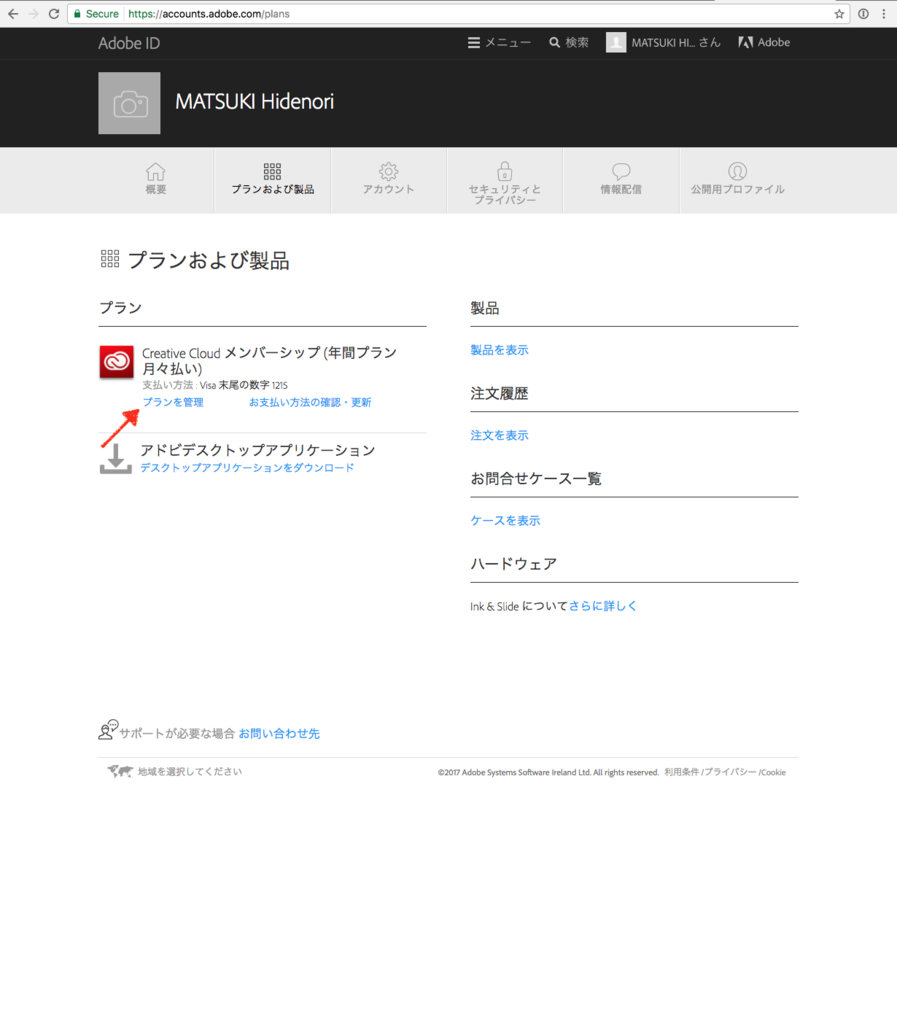 Secure https://accounts.adobe.com/plans
Adobe ID
メニュー
検索
MATSUKI HI... さん
Adobe
MATSUKI Hidenori
概要
プランおよび製品
アカウント
セキュリティと
プライバシー
情報配信
公開用プロファイル
プランおよび製品
プラン
Creative Cloud メンバーシップ (年間プラン
月々払い)
支払い方法 : Visa 末尾の数字 1215
プランを管理
お支払い方法の確認・更新
アドビデスクトップアプリケーション
デスクトップアプリケーションをダウンロード
製品
製品を表示
注文履歴
注文を表示
お問合せケース一覧
ケースを表示
ハードウェア
Ink & Slide についてさらに詳しく
サポートが必要な場合 お問い合わせ先
地域を選択してください
©2017 Adobe Systems Software Ireland Ltd. All rights reserved. 利用条件 /プライバシー /Cookie